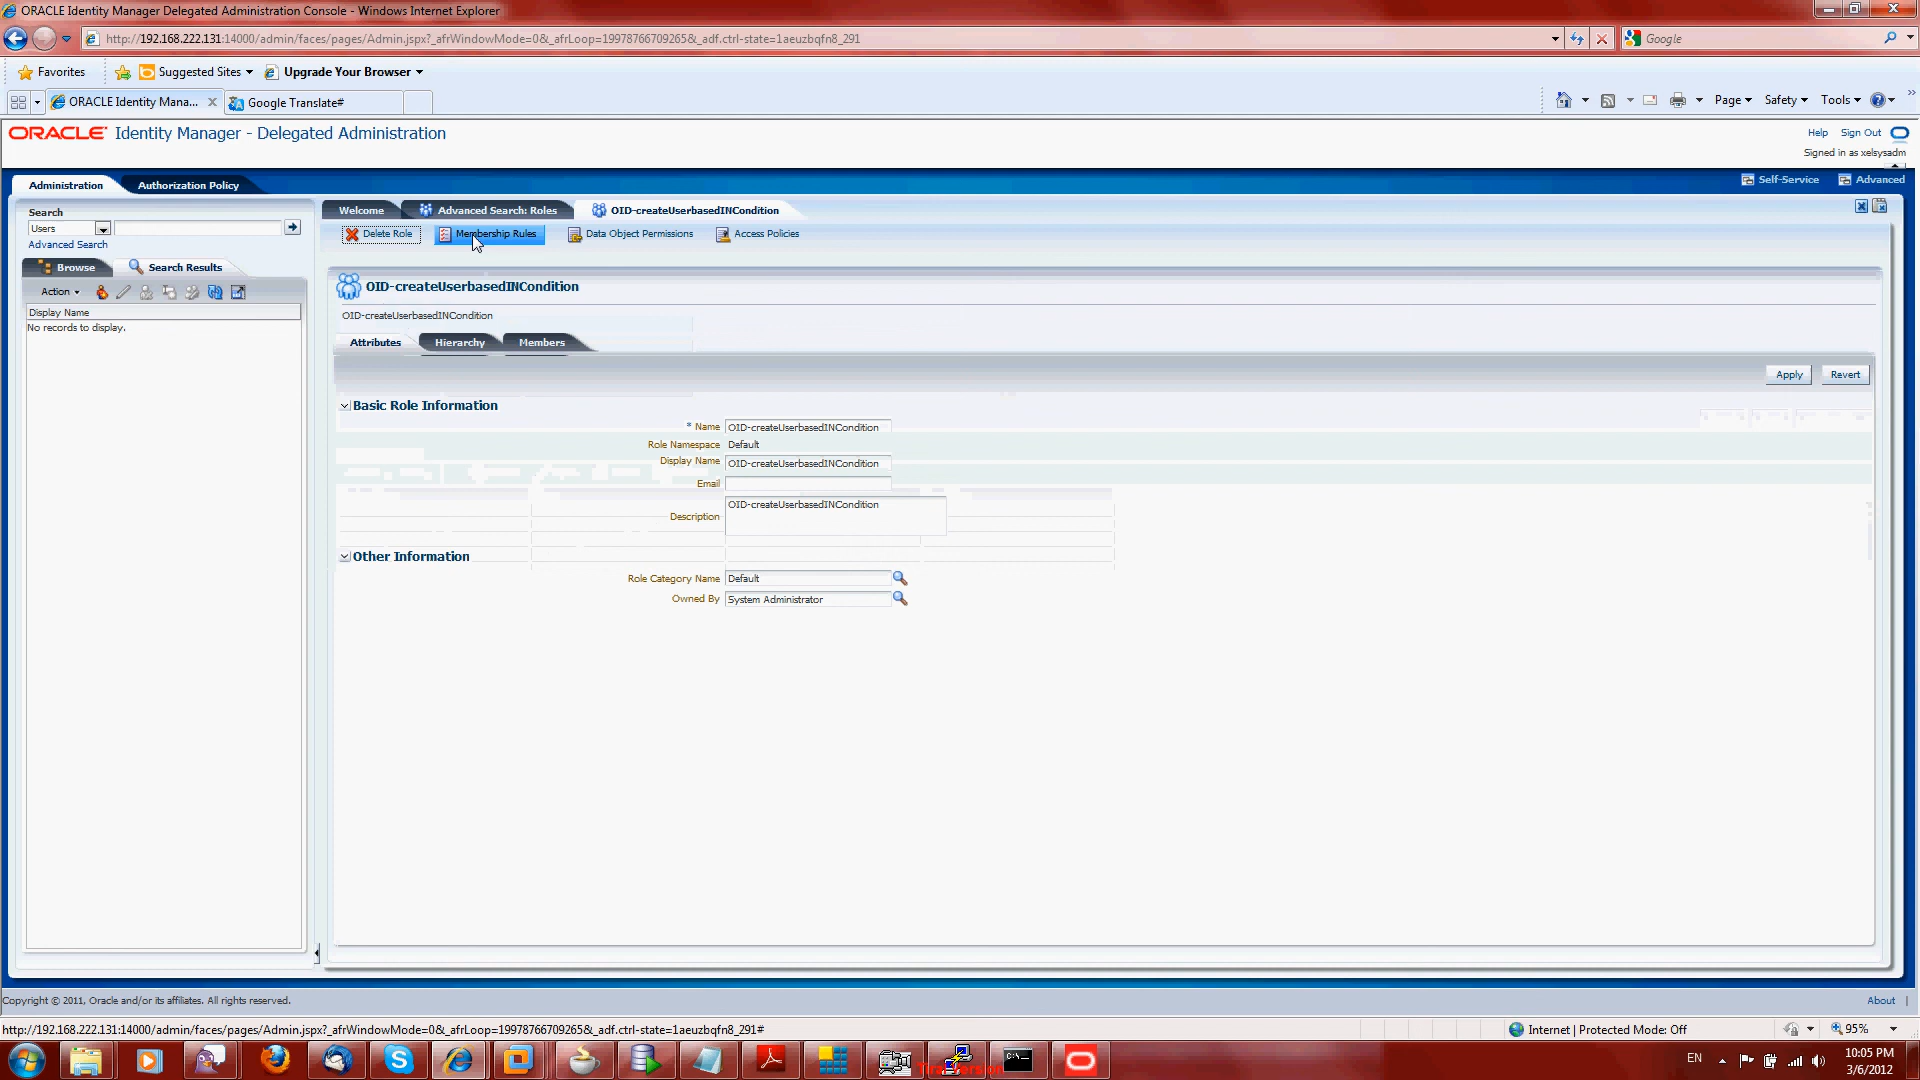 ORACLE Identity Manager Delegated Administration Console - Windows Internet Explorer
http://192.168.222.131:14000/admin/faces/pages/Admin.jspx?_afrWindowMode=0&_afrLoop=19978766709265&_adf.ctrl-state=1aeuzbqfn8_291
Google
Favorites
Suggested Sites
Upgrade Your Browser
ORACLE Identity Mana...
Google Translate#
Page
Safety
Tools
ORACLE Identity Manager - Delegated Administration
Help
Sign Out
Signed in as xelsysadm
Administration
Authorization Policy
Self-Service
Advanced
Search
Users
Advanced Search
Browse
Search Results
Action
Display Name
No records to display.
Welcome
Advanced Search: Roles
OID-createUserbasedINCondition
Delete Role
Membership Rules
Data Object Permissions
Access Policies
OID-createUserbasedINCondition
OID-createUserbasedINCondition
Attributes
Hierarchy
Members
Apply
Revert
Basic Role Information
* Name OID-createUserbasedINCondition
Role Namespace Default
Display Name OID-createUserbasedINCondition
Email
Description OID-createUserbasedINCondition
Other Information
Role Category Name Default
Owned By System Administrator
Copyright © 2011, Oracle and/or its affiliates. All rights reserved.
About
http://192.168.222.131:14000/admin/faces/pages/Admin.jspx?_afrWindowMode=0&_afrLoop=19978766709265&_adf.ctrl-state=1aeuzbqfn8_291#
Internet | Protected Mode: Off
95%
EN
10:05 PM
3/6/2012